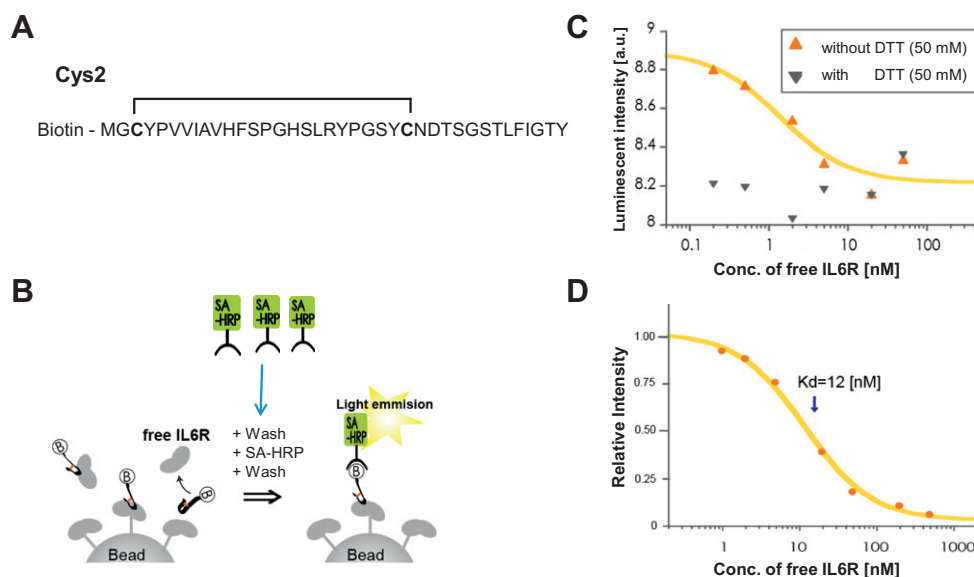 A
Cys2
Biotin - MGCYPVVIAVHFSPGHSLRYPGSYCNDTSGSTLFIGTY
B
SA
-HRP
SA
-HRP
SA
-HRP
free IL6R
+ Wash
+ SA-HRP
+ Wash
B
B
B
Bead
Light emmision
SA
-HRP
B
Bead
C
Luminescent intensity [a.u.]
9
8.8
8.6
8.4
8.2
8
without DTT (50 mM)
with DTT (50 mM)
0.1
1
10
100
Conc. of free IL6R [nM]
D
Relative Intensity
1.00
0.75
0.50
0.25
0
Kd=12 [nM]
1
10
100
1000
Conc. of free IL6R [nM]